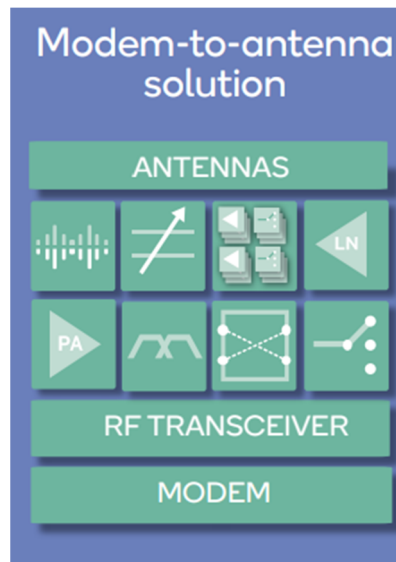 Modem-to-antenna
solution
ANTENNAS
LN
PA
RF TRANSCEIVER
MODEM